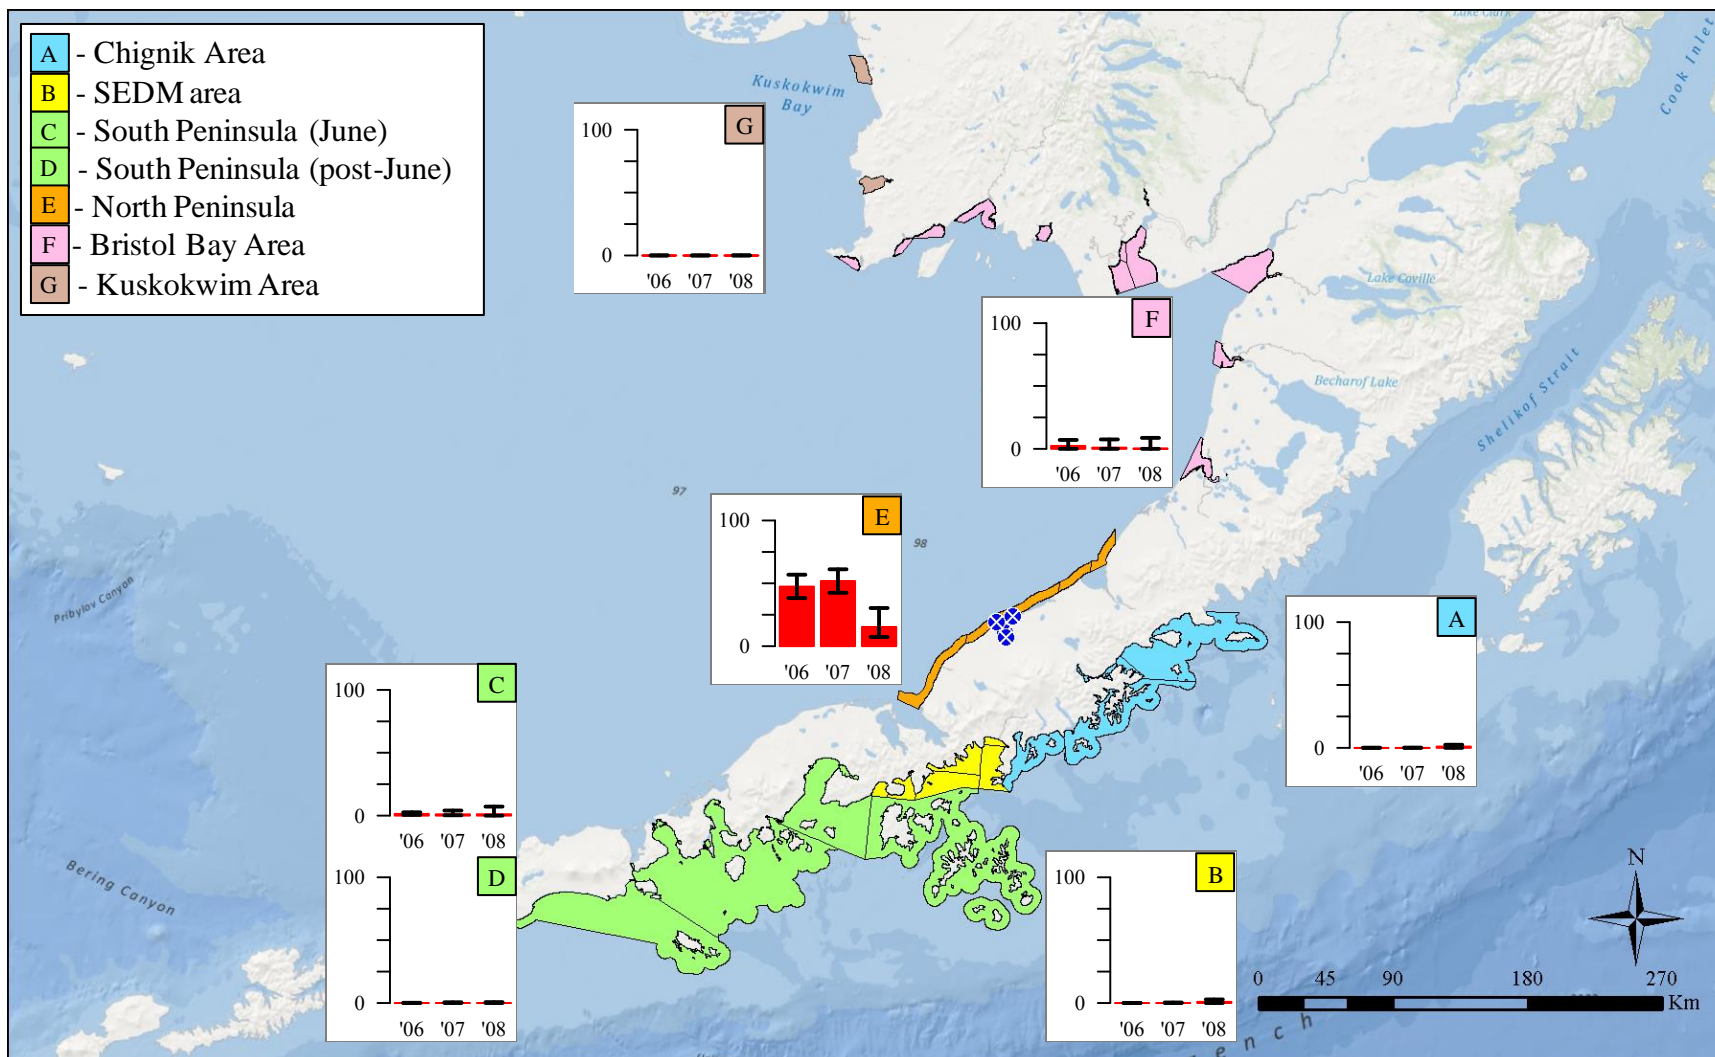 A - Chignik Area
B - SEDM area
C - South Peninsula (June)
D - South Peninsula (post-June)
E - North Peninsula
F - Bristol Bay Area
G - Kuskokwim Area
Lake Clark
Cook Inlet
Kuskokwim
Bay
G
100
0
'06 '07 '08
Lake Coville
F
100
0
'06 '07 '08
Becharof Lake
Shelikof Strait
97
98
E
100
0
'06 '07 '08
Pribylov Canyon
A
100
0
'06 '07 '08
C
100
0
'06 '07 '08
D
100
0
'06 '07 '08
Bering Canyon
B
100
0
'06 '07 '08
N
0 45 90 180 270
Km